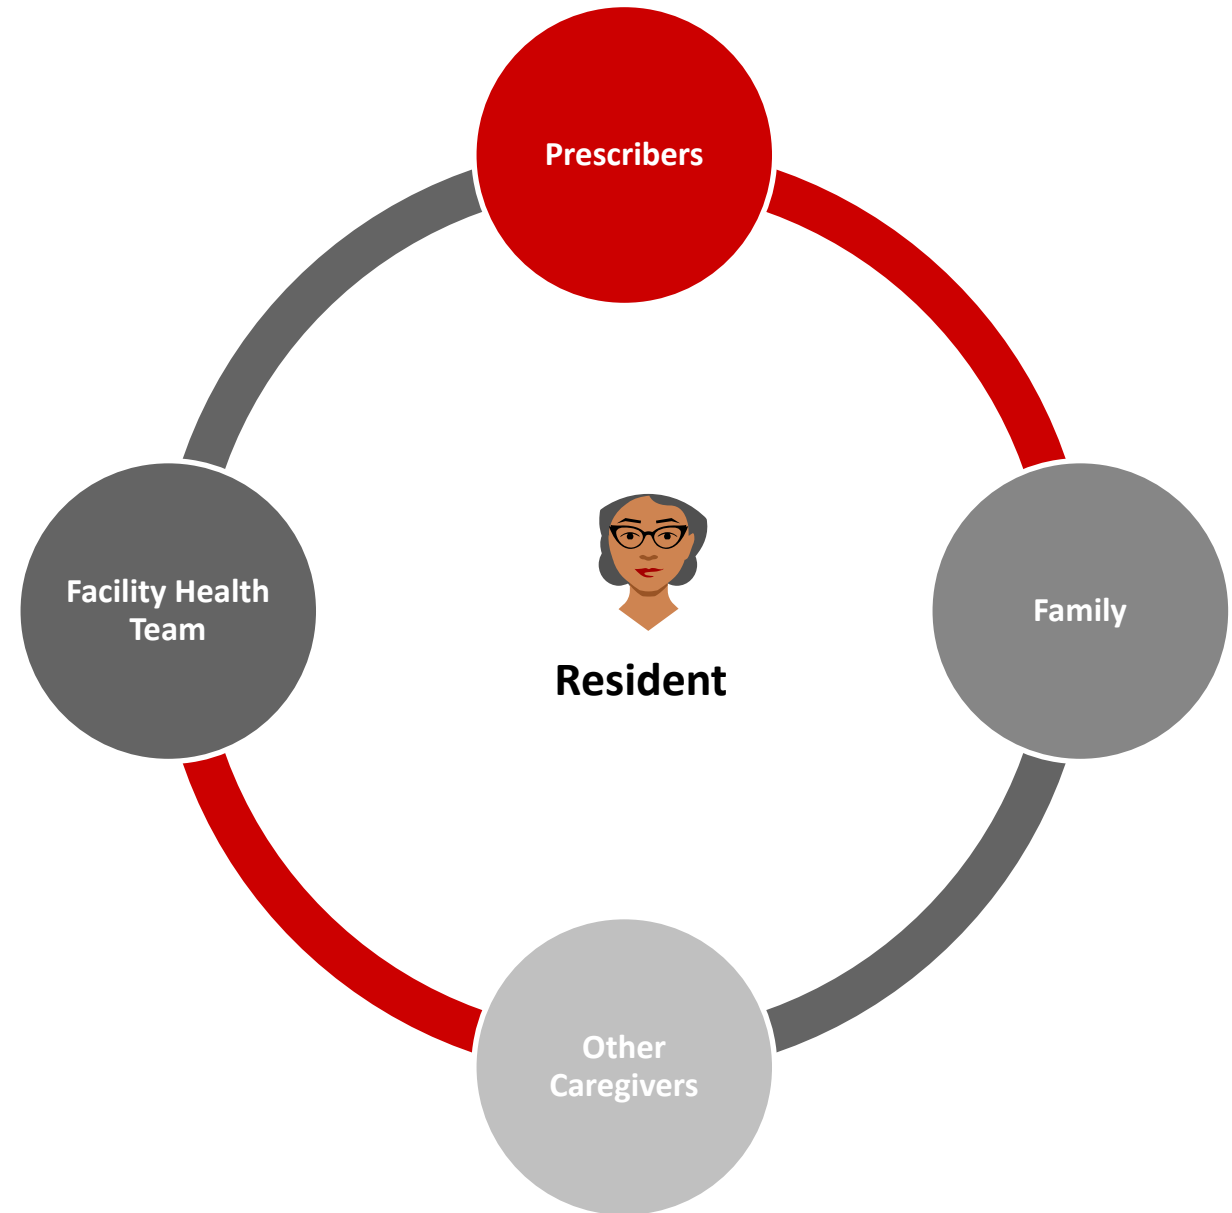 Prescribers
Facility Health
Team
Family
Resident
Other
Caregivers